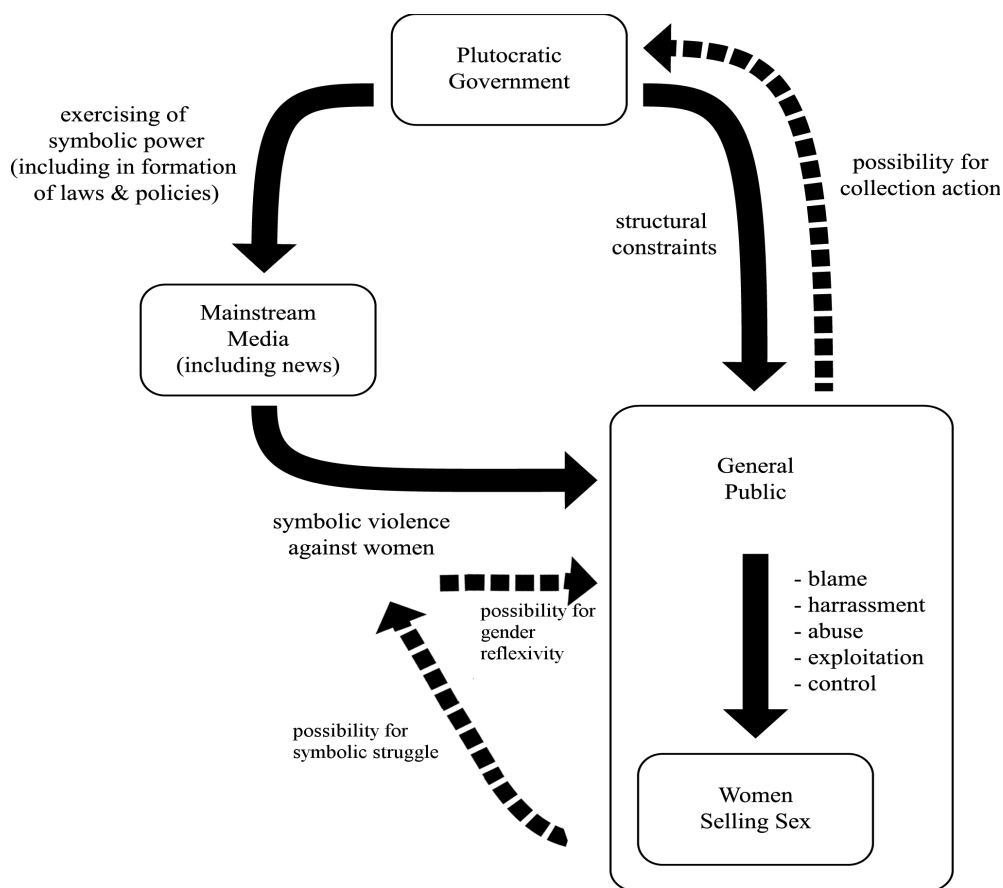 Plutocratic
Government
exercising of
symbolic power
(including in formation
of laws & policies)
possibility for
collection action
structural
constraints
Mainstream
Media
(including news)
General
Public
symbolic violence
against women
possibility for
gender
reflexivity
- blame
- harrassment
- abuse
- exploitation
- control
possibility for
symbolic struggle
Women
Selling Sex